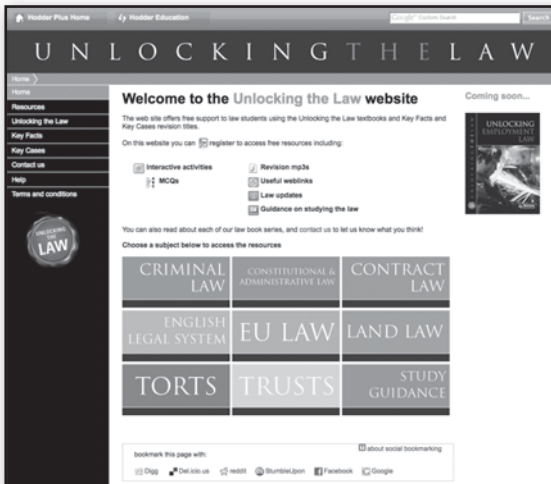 Hodder Plus Home
Hodder Education
Google Custom Search
Search
UNLOCKING THE LAW
Home
Home
Resources
Unlocking the Law
Key Facts
Key Cases
Contact us
Help
Terms and conditions
UNLOCKING THE
LAW
Welcome to the Unlocking the Law website
The web site offers free support to law students using the Unlocking the Law textbooks and Key Facts and
Key Cases revision titles.
On this website you can register to access free resources including:
Interactive activities
MCQs
Revision mp3s
Useful weblinks
Law updates
Guidance on studying the law
You can also read about each of our law book series, and contact us to let us know what you think!
Choose a subject below to access the resources
CRIMINAL
LAW
CONSTITUTIONAL &
ADMINISTRATIVE LAW
CONTRACT
LAW
ENGLISH
LEGAL SYSTEM
EU LAW
LAND LAW
TORTS
TRUSTS
STUDY
GUIDANCE
Coming soon...
UNLOCKING
EMPLOYMENT
LAW
about social bookmarking
bookmark this page with:
Digg
Del.icio.us
reddit
StumbleUpon
Facebook
Google